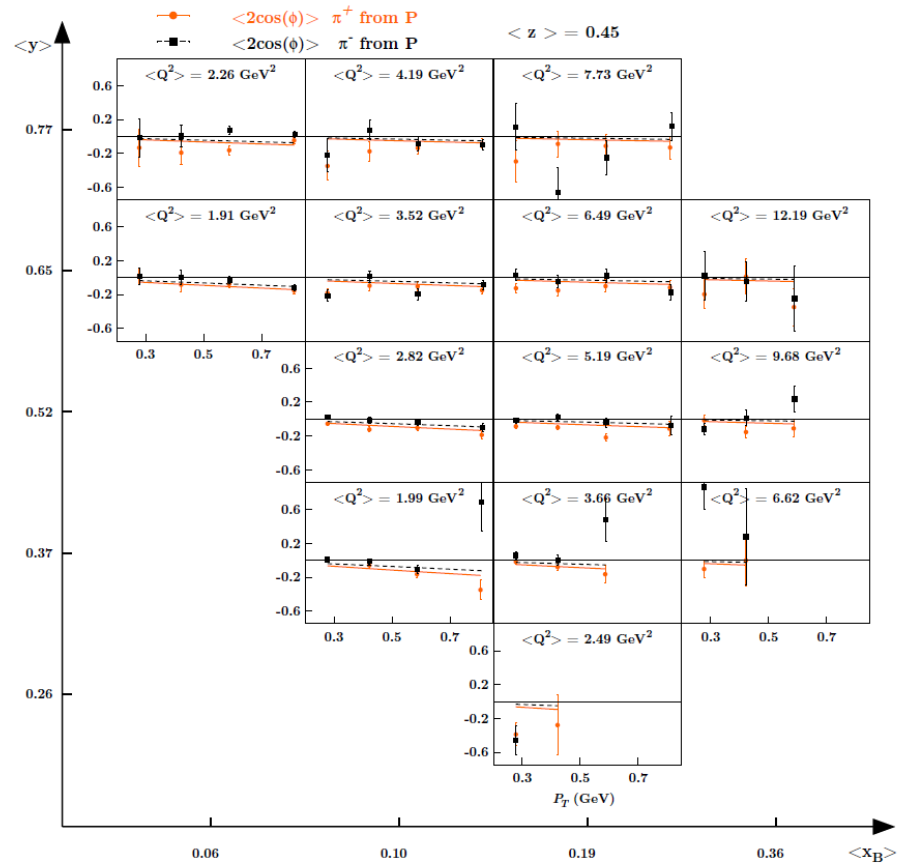 <2cos(ϕ)> π⁺ from P
<2cos(ϕ)> π⁻ from P
< z > = 0.45
<y>
<Q²> = 2.26 GeV²
<Q²> = 4.19 GeV²
<Q²> = 7.73 GeV²
0.6
0.2
-0.2
-0.6
0.77
<Q²> = 1.91 GeV²
<Q²> = 3.52 GeV²
<Q²> = 6.49 GeV²
<Q²> = 12.19 GeV²
0.6
0.2
-0.2
-0.6
0.65
0.3 0.5 0.7
<Q²> = 2.82 GeV²
<Q²> = 5.19 GeV²
<Q²> = 9.68 GeV²
0.6
0.2
-0.2
-0.6
0.52
<Q²> = 1.99 GeV²
<Q²> = 3.66 GeV²
<Q²> = 6.62 GeV²
0.6
0.2
-0.2
-0.6
0.37
0.3 0.5 0.7
0.3 0.5 0.7
<Q²> = 2.49 GeV²
0.6
0.2
-0.2
-0.6
0.26
0.3 0.5 0.7
P_T (GeV)
0.06 0.10 0.19 0.36
<x_B>